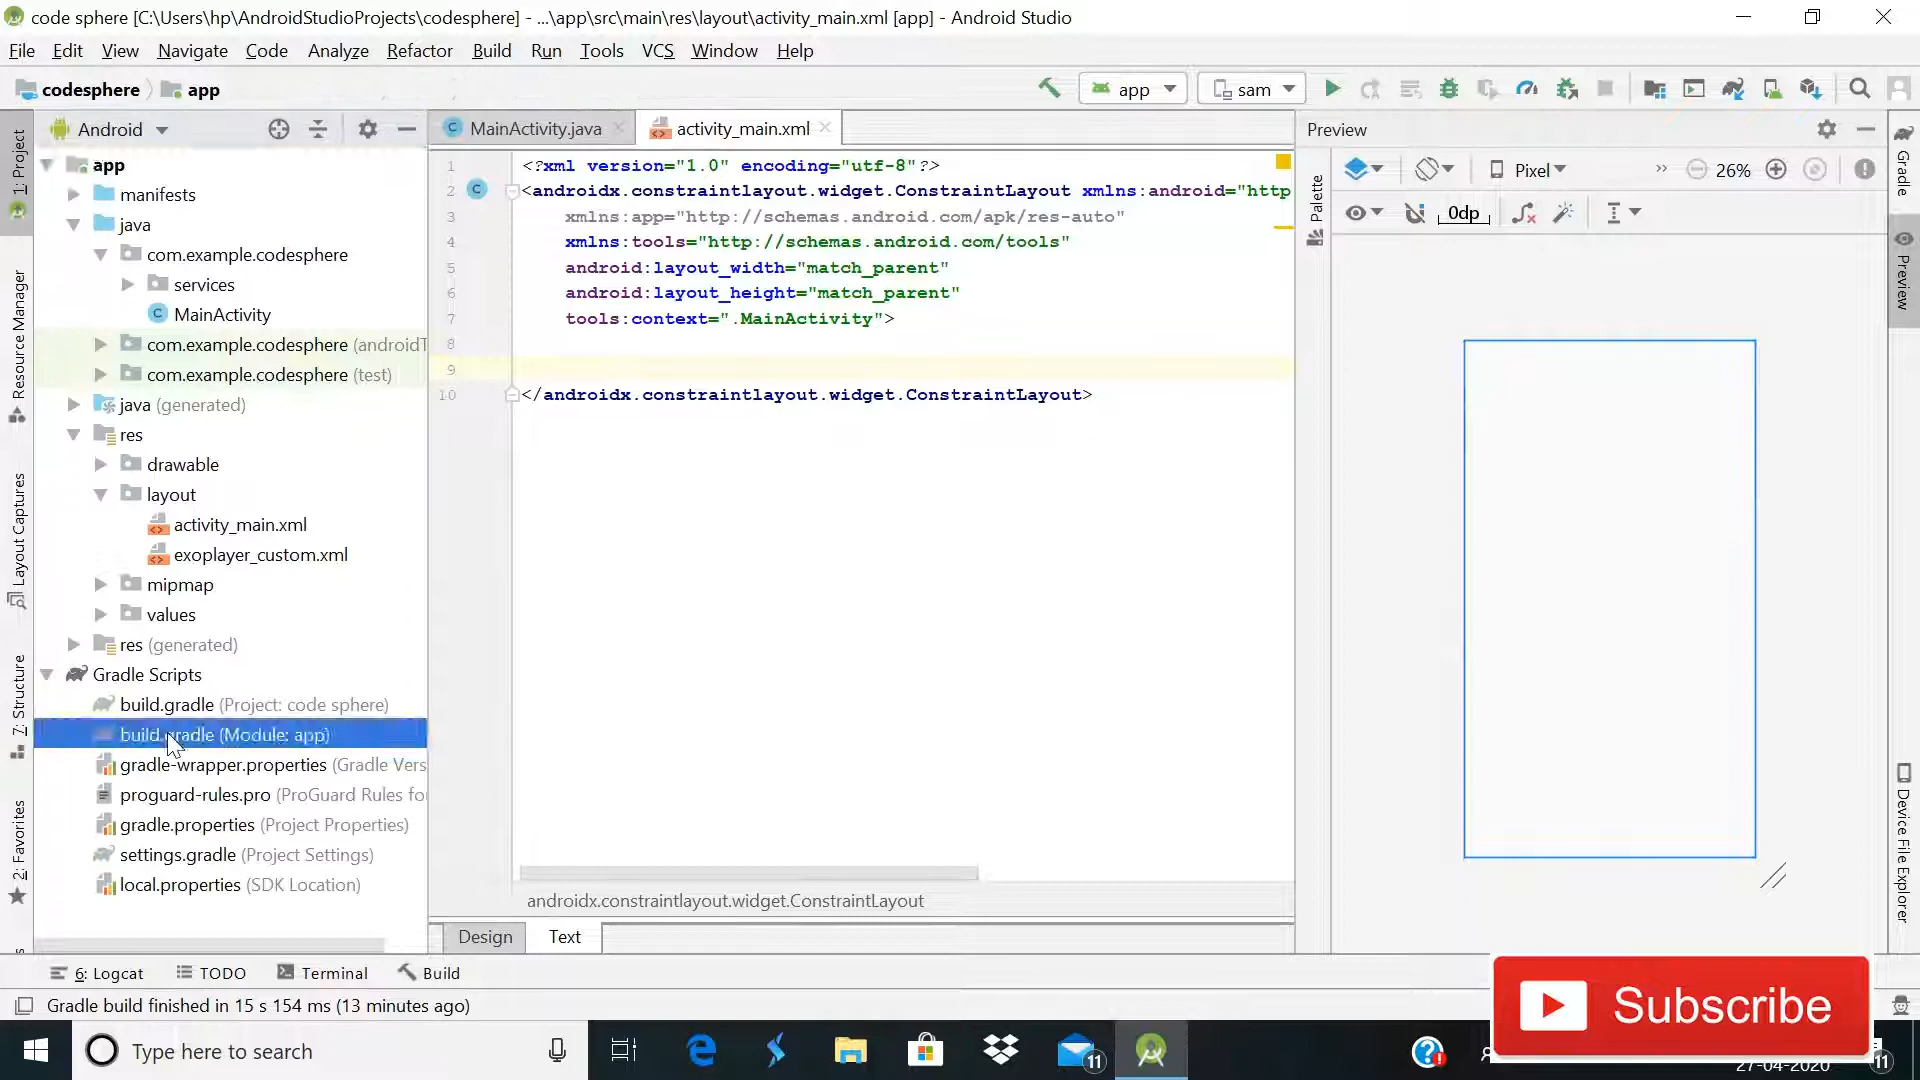 code sphere [C:\Users\hp\AndroidStudioProjects\codesphere] - ...\app\src\main\res\layout\activity_main.xml [app] - Android Studio
File Edit View Navigate Code Analyze Refactor Build Run Tools VCS Window Help
codesphere app
app
sam
1: Project
Resource Manager
Layout Captures
7: Structure
2: Favorites
Android
app
manifests
java
com.example.codesphere
services
MainActivity
com.example.codesphere (androidT
com.example.codesphere (test)
java (generated)
res
drawable
layout
activity_main.xml
exoplayer_custom.xml
mipmap
values
res (generated)
Gradle Scripts
build.gradle (Project: code sphere)
build.gradle (Module: app)
gradle-wrapper.properties (Gradle Vers
proguard-rules.pro (ProGuard Rules fo
gradle.properties (Project Properties)
settings.gradle (Project Settings)
local.properties (SDK Location)
MainActivity.java activity_main.xml
1 <?xml version="1.0" encoding="utf-8"?>
2 <androidx.constraintlayout.widget.ConstraintLayout xmlns:android="http
3 xmlns:app="http://schemas.android.com/apk/res-auto"
4 xmlns:tools="http://schemas.android.com/tools"
5 android:layout_width="match_parent"
6 android:layout_height="match_parent"
7 tools:context=".MainActivity">
8
9
10 </androidx.constraintlayout.widget.ConstraintLayout>
androidx.constraintlayout.widget.ConstraintLayout
Design Text
Preview
Palette
Pixel
26%
0dp
Gradle
Preview
Device File Explorer
6: Logcat TODO Terminal Build
Gradle build finished in 15 s 154 ms (13 minutes ago)
Subscribe
Type here to search
11
27-04-2020
11